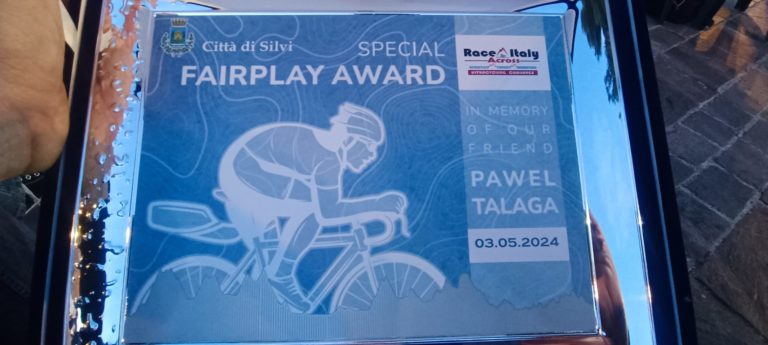 Città di Silvi
SPECIAL
FAIRPLAY AWARD
Race Italy
Across
IN MEMORY
OF OUR
FRIEND
PAWEL
TALAGA
03.05.2024